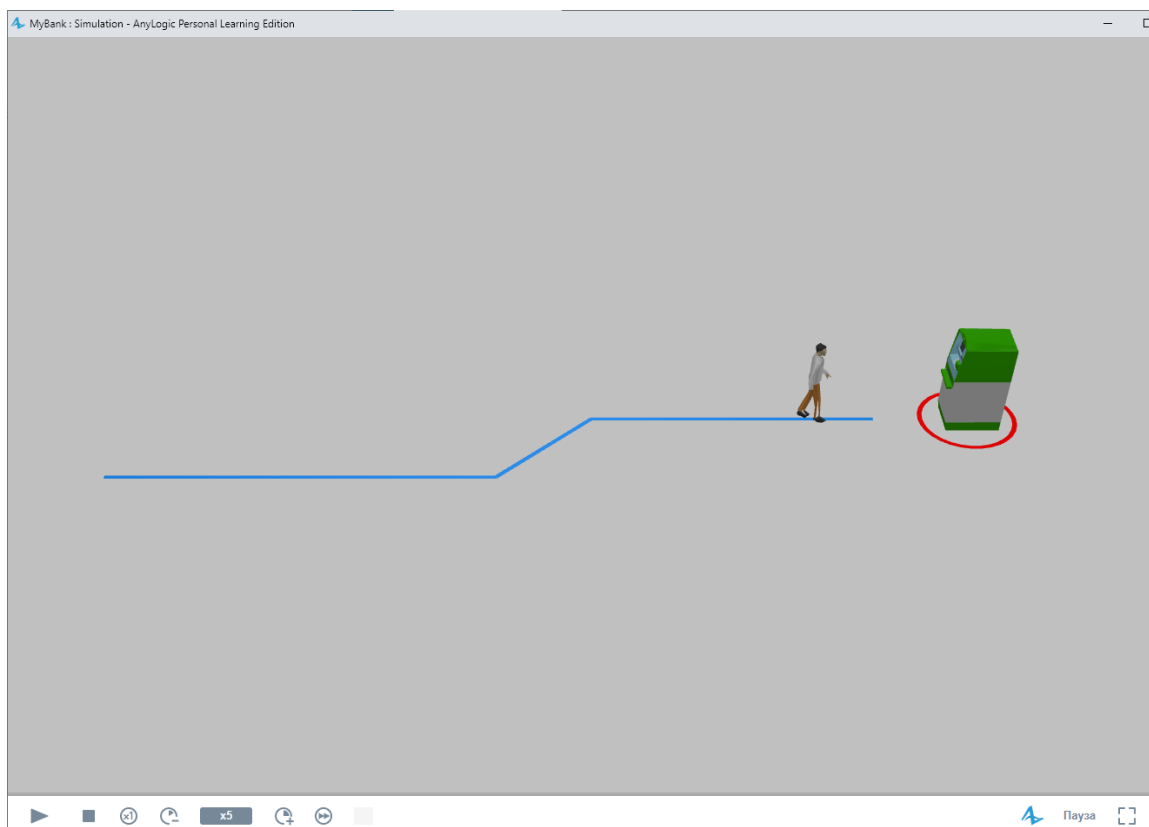 MyBank : Simulation - AnyLogic Personal Learning Edition
x1
x5
Пауза